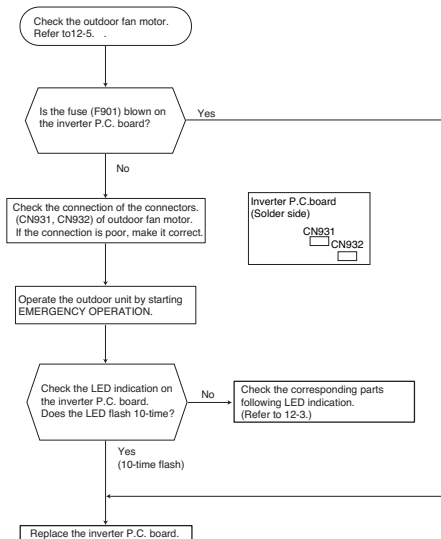 Check the outdoor fan motor.
Refer to12-5. .
Is the fuse (F901) blown on
the inverter P.C. board?
Yes
No
Check the connection of the connectors.
(CN931, CN932) of outdoor fan motor.
If the connection is poor, make it correct.
Inverter P.C.board
(Solder side)
CN931
CN932
Operate the outdoor unit by starting
EMERGENCY OPERATION.
Check the LED indication on
the inverter P.C. board.
Does the LED flash 10-time?
No
Check the corresponding parts
following LED indication.
(Refer to 12-3.)
Yes
(10-time flash)
Replace the inverter P.C. board.